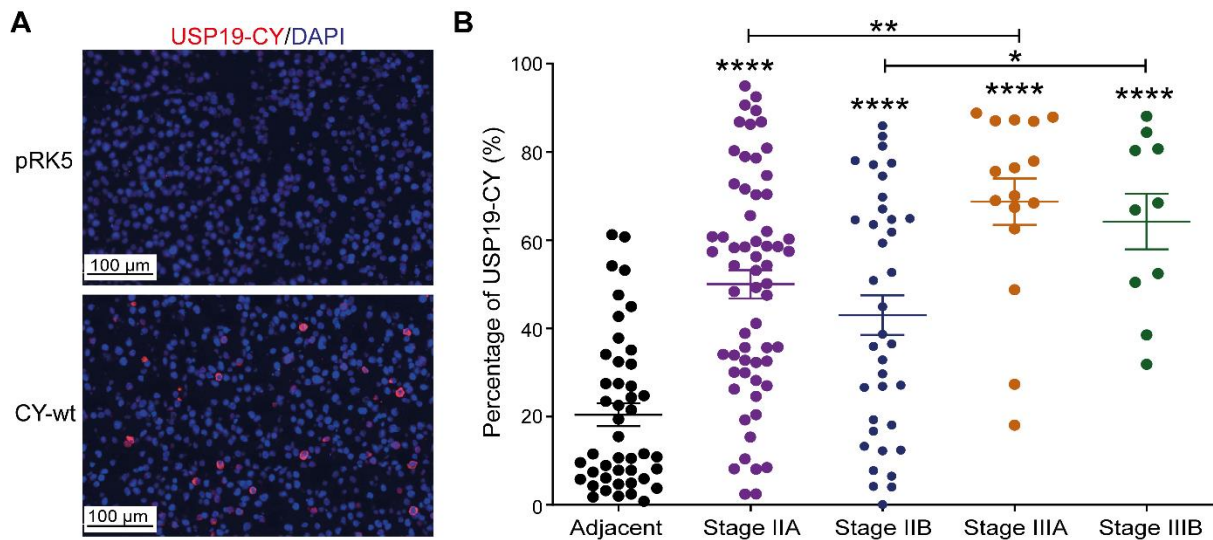 A
USP19-CY/DAPI
pRK5
100 µm
CY-wt
100 µm
B
Percentage of USP19-CY (%)
100
80
60
40
20
0
**
*
**** **** **** ****
Adjacent Stage IIA Stage IIB Stage IIIA Stage IIIB